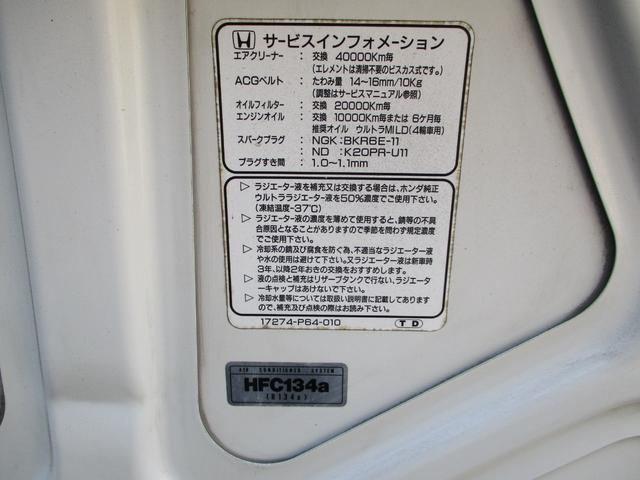 サービスインフォメーション
エアクリーナー : 交換 40000Km毎
(エレメントは清掃不要のビスカス式です。)
ACGベルト : たわみ量 14~16mm/10Kg
(調整はサービスマニュアル参照)
オイルフィルター : 交換 20000Km毎
エンジンオイル : 交換 10000Km毎または 6ケ月毎
推奨オイル ウルトラMILD(4輪車用)
スパークプラグ : NGK:BKR6E-11
: ND :K20PR-U11
プラグすき間 : 1.0~1.1mm
▷ ラジエーター液を補充又は交換する場合は、ホンダ純正
ウルトララジエーター液を50%濃度でご使用下さい。
(凍結温度-37℃)
▷ ラジエーター液の濃度を薄めて使用すると、錆等の不具
合原因となることがありますので季節を問わず規定濃度
でご使用下さい。
▷ 冷却系の錆及び腐食を防ぐ為、不適当なラジエーター液
や水の使用は避けて下さい。又ラジエーター液は新車時
3年、以降2年おきの交換をおすすめします。
▷ 液の点検と補充はリザーブタンクで行ない、ラジエータ
ーキャップはあけないで下さい。
▷ 冷却水量等については取扱い説明書に記載してありますの
で、補充及び点検の際はお読み下さい。
17274-P64-010 T D
AIR CONDITIONER SYSTEM
HFC134a
(R134a)